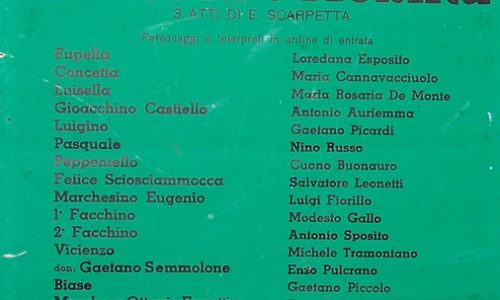 3 ATTI DI E. SCARPETTA
Personaggi e Interpreti in ordine di entrata
Pupella Loredana Esposito
Concetta Maria Cannavacciuolo
Luisella Maria Rosaria De Monte
Gioacchino Castiello Antonio Auriemma
Luigino Gaetano Picardi
Pasquale Nino Russo
Peppeniello Cuono Buonauro
Felice Sciosciammocca Salvatore Leonetti
Marchesino Eugenio Luigi Fiorillo
1º Facchino Modesto Gallo
2º Facchino Antonio Sposito
Vicienzo Michele Tramontano
don. Gaetano Semmolone Enzo Pulcrano
Biase Gaetano Piccolo